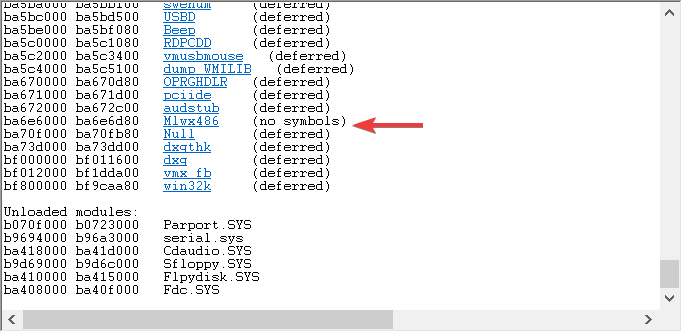 ba5ba000 ba5bb100 swenum (deferred)
ba5bc000 ba5bd500 USBD (deferred)
ba5be000 ba5bf080 Beep (deferred)
ba5c0000 ba5c1080 RDPCDD (deferred)
ba5c2000 ba5c3400 vmusbmouse (deferred)
ba5c4000 ba5c5100 dump_WMILIB (deferred)
ba670000 ba670d80 OPRGHDLR (deferred)
ba671000 ba671d00 pciide (deferred)
ba672000 ba672c00 audstub (deferred)
ba6e6000 ba6e6d80 Mlwx486 (no symbols)
ba70f000 ba70fb80 Null (deferred)
ba73d000 ba73dd00 dxgthk (deferred)
bf000000 bf011600 dxg (deferred)
bf012000 bf1dda00 vmx_fb (deferred)
bf800000 bf9caa80 win32k (deferred)
Unloaded modules:
b070f000 b0723000 Parport.SYS
b9694000 b96a3000 serial.sys
ba418000 ba41d000 Cdaudio.SYS
b9d69000 b9d6c000 Sfloppy.SYS
ba410000 ba415000 Flpydisk.SYS
ba408000 ba40f000 Fdc.SYS